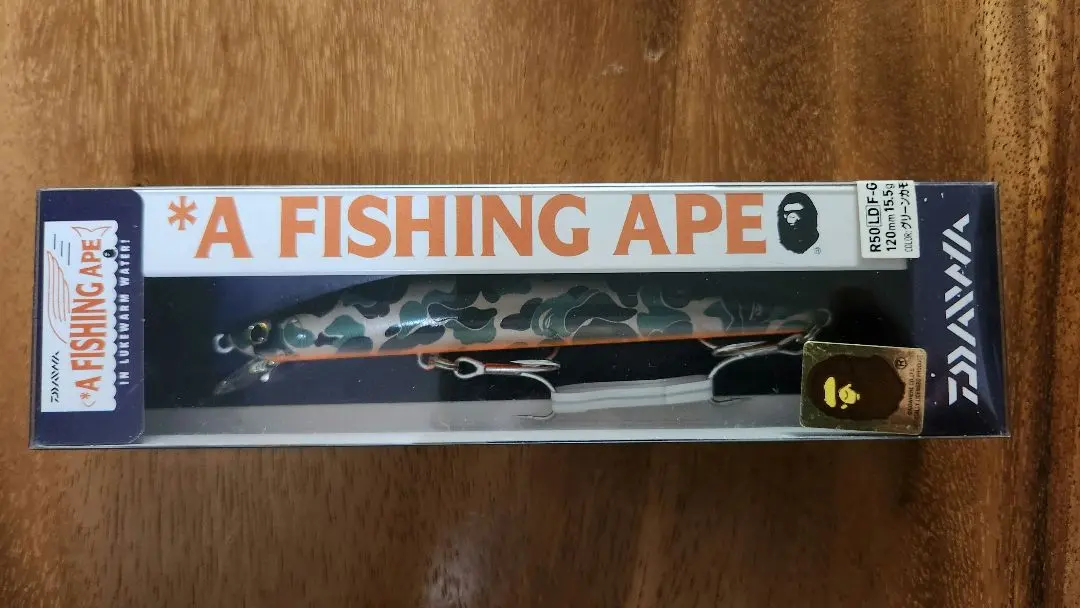 *A FISHING APE
R50 LD F-G
120mm 15.5g
COLOR: グリーンカモ
DAIWA
*A FISHING APE
IN LUKEWARM WATER!
DAIWA